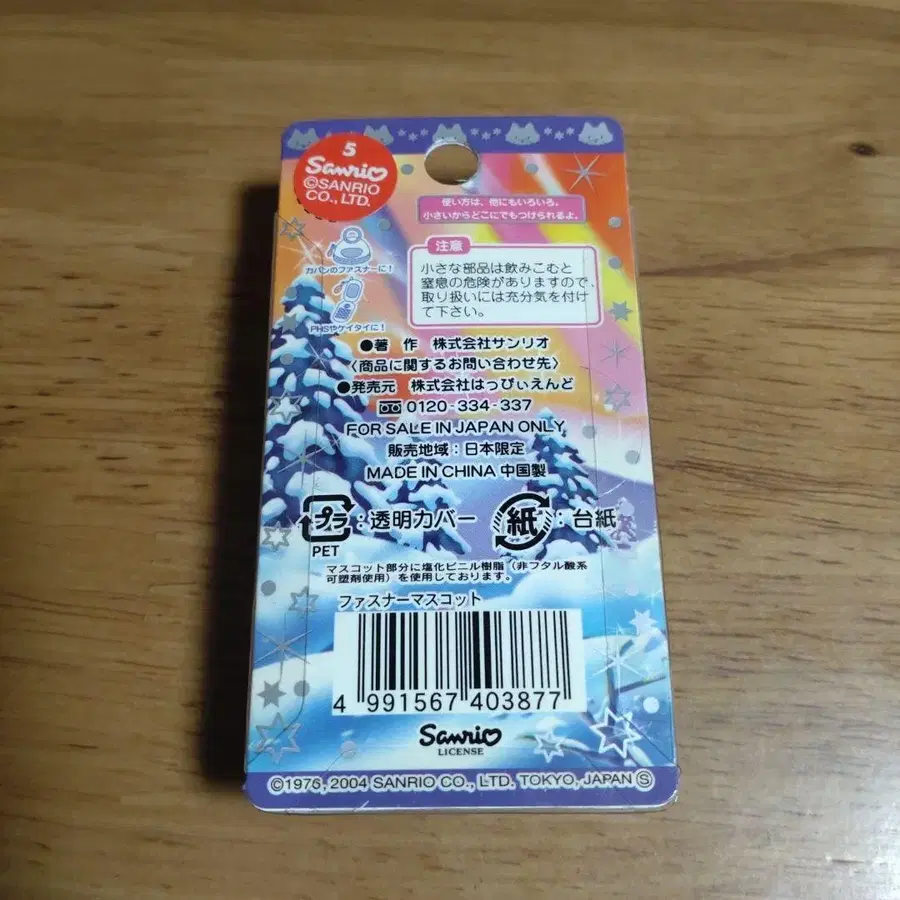 5
Sanrio
©SANRIO
CO., LTD.
使い方は、他にもいろいろ。
小さいからどこにでもつけられるよ。
カバンのファスナーに！
PHSやケイタイに！
注意
小さな部品は飲みこむと
窒息の危険がありますので、
取り扱いには充分気を付け
て下さい。
●著　作　株式会社サンリオ
〈商品に関するお問い合わせ先〉
●発売元　株式会社はっぴぃえんど
0120-334-337
FOR SALE IN JAPAN ONLY
販売地域：日本限定
MADE IN CHINA 中国製
プラ：透明カバー
PET
紙：台紙
マスコット部分に塩化ビニル樹脂（非フタル酸系
可塑剤使用）を使用しております。
ファスナーマスコット
4 991567 403877
Sanrio
LICENSE
©1976, 2004 SANRIO CO., LTD. TOKYO, JAPAN Ⓢ